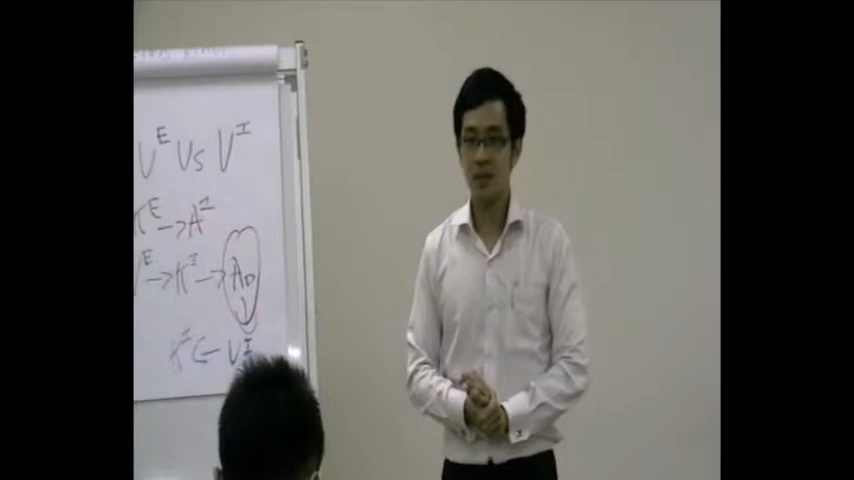 V^E Vs V^I
K^E → A^I
V^E → K^I → A_D
K^I ← V^I